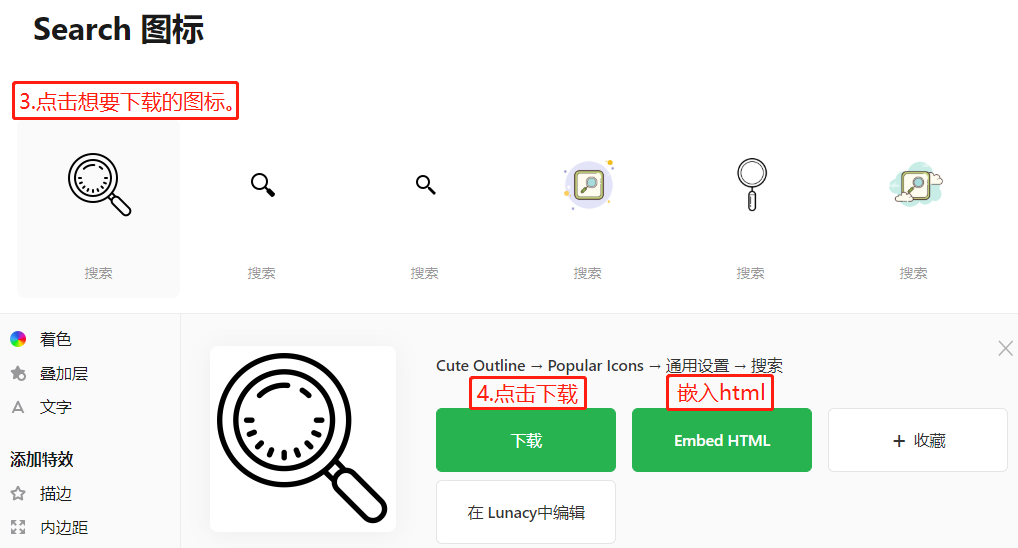 Search 图标
3.点击想要下载的图标。
搜索 搜索 搜索 搜索 搜索 搜索
着色
叠加层
文字
添加特效
描边
内边距
Cute Outline → Popular Icons → 通用设置 → 搜索
4.点击下载 嵌入html
下载 Embed HTML + 收藏
在 Lunacy中编辑